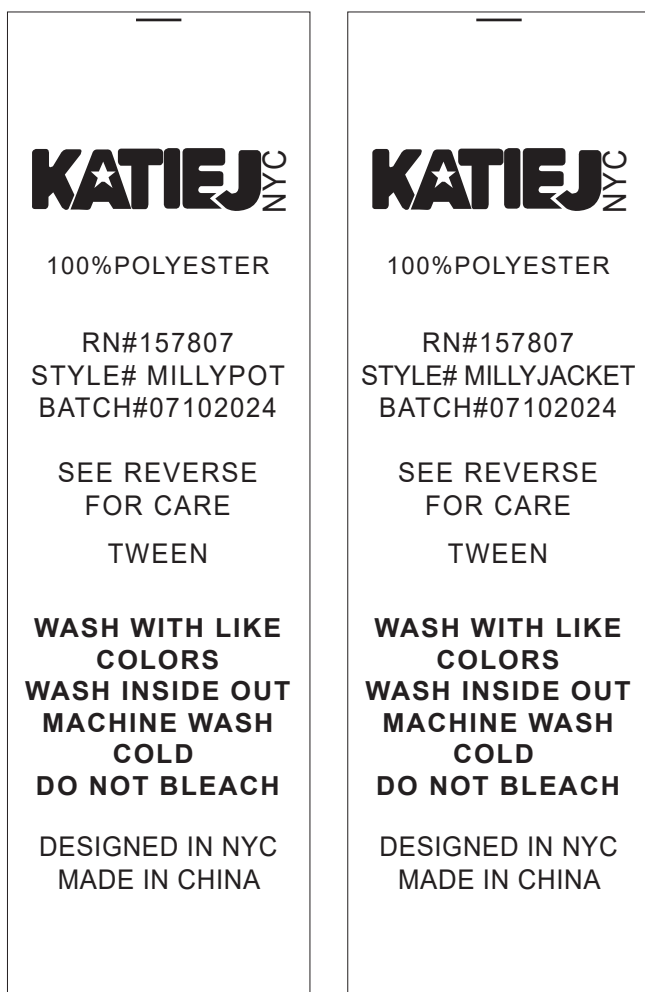 KATIEJ NYC
100%POLYESTER
RN#157807
STYLE# MILLYPOT
BATCH#07102024
SEE REVERSE
FOR CARE
TWEEN
WASH WITH LIKE
COLORS
WASH INSIDE OUT
MACHINE WASH
COLD
DO NOT BLEACH
DESIGNED IN NYC
MADE IN CHINA
KATIEJ NYC
100%POLYESTER
RN#157807
STYLE# MILLYJACKET
BATCH#07102024
SEE REVERSE
FOR CARE
TWEEN
WASH WITH LIKE
COLORS
WASH INSIDE OUT
MACHINE WASH
COLD
DO NOT BLEACH
DESIGNED IN NYC
MADE IN CHINA